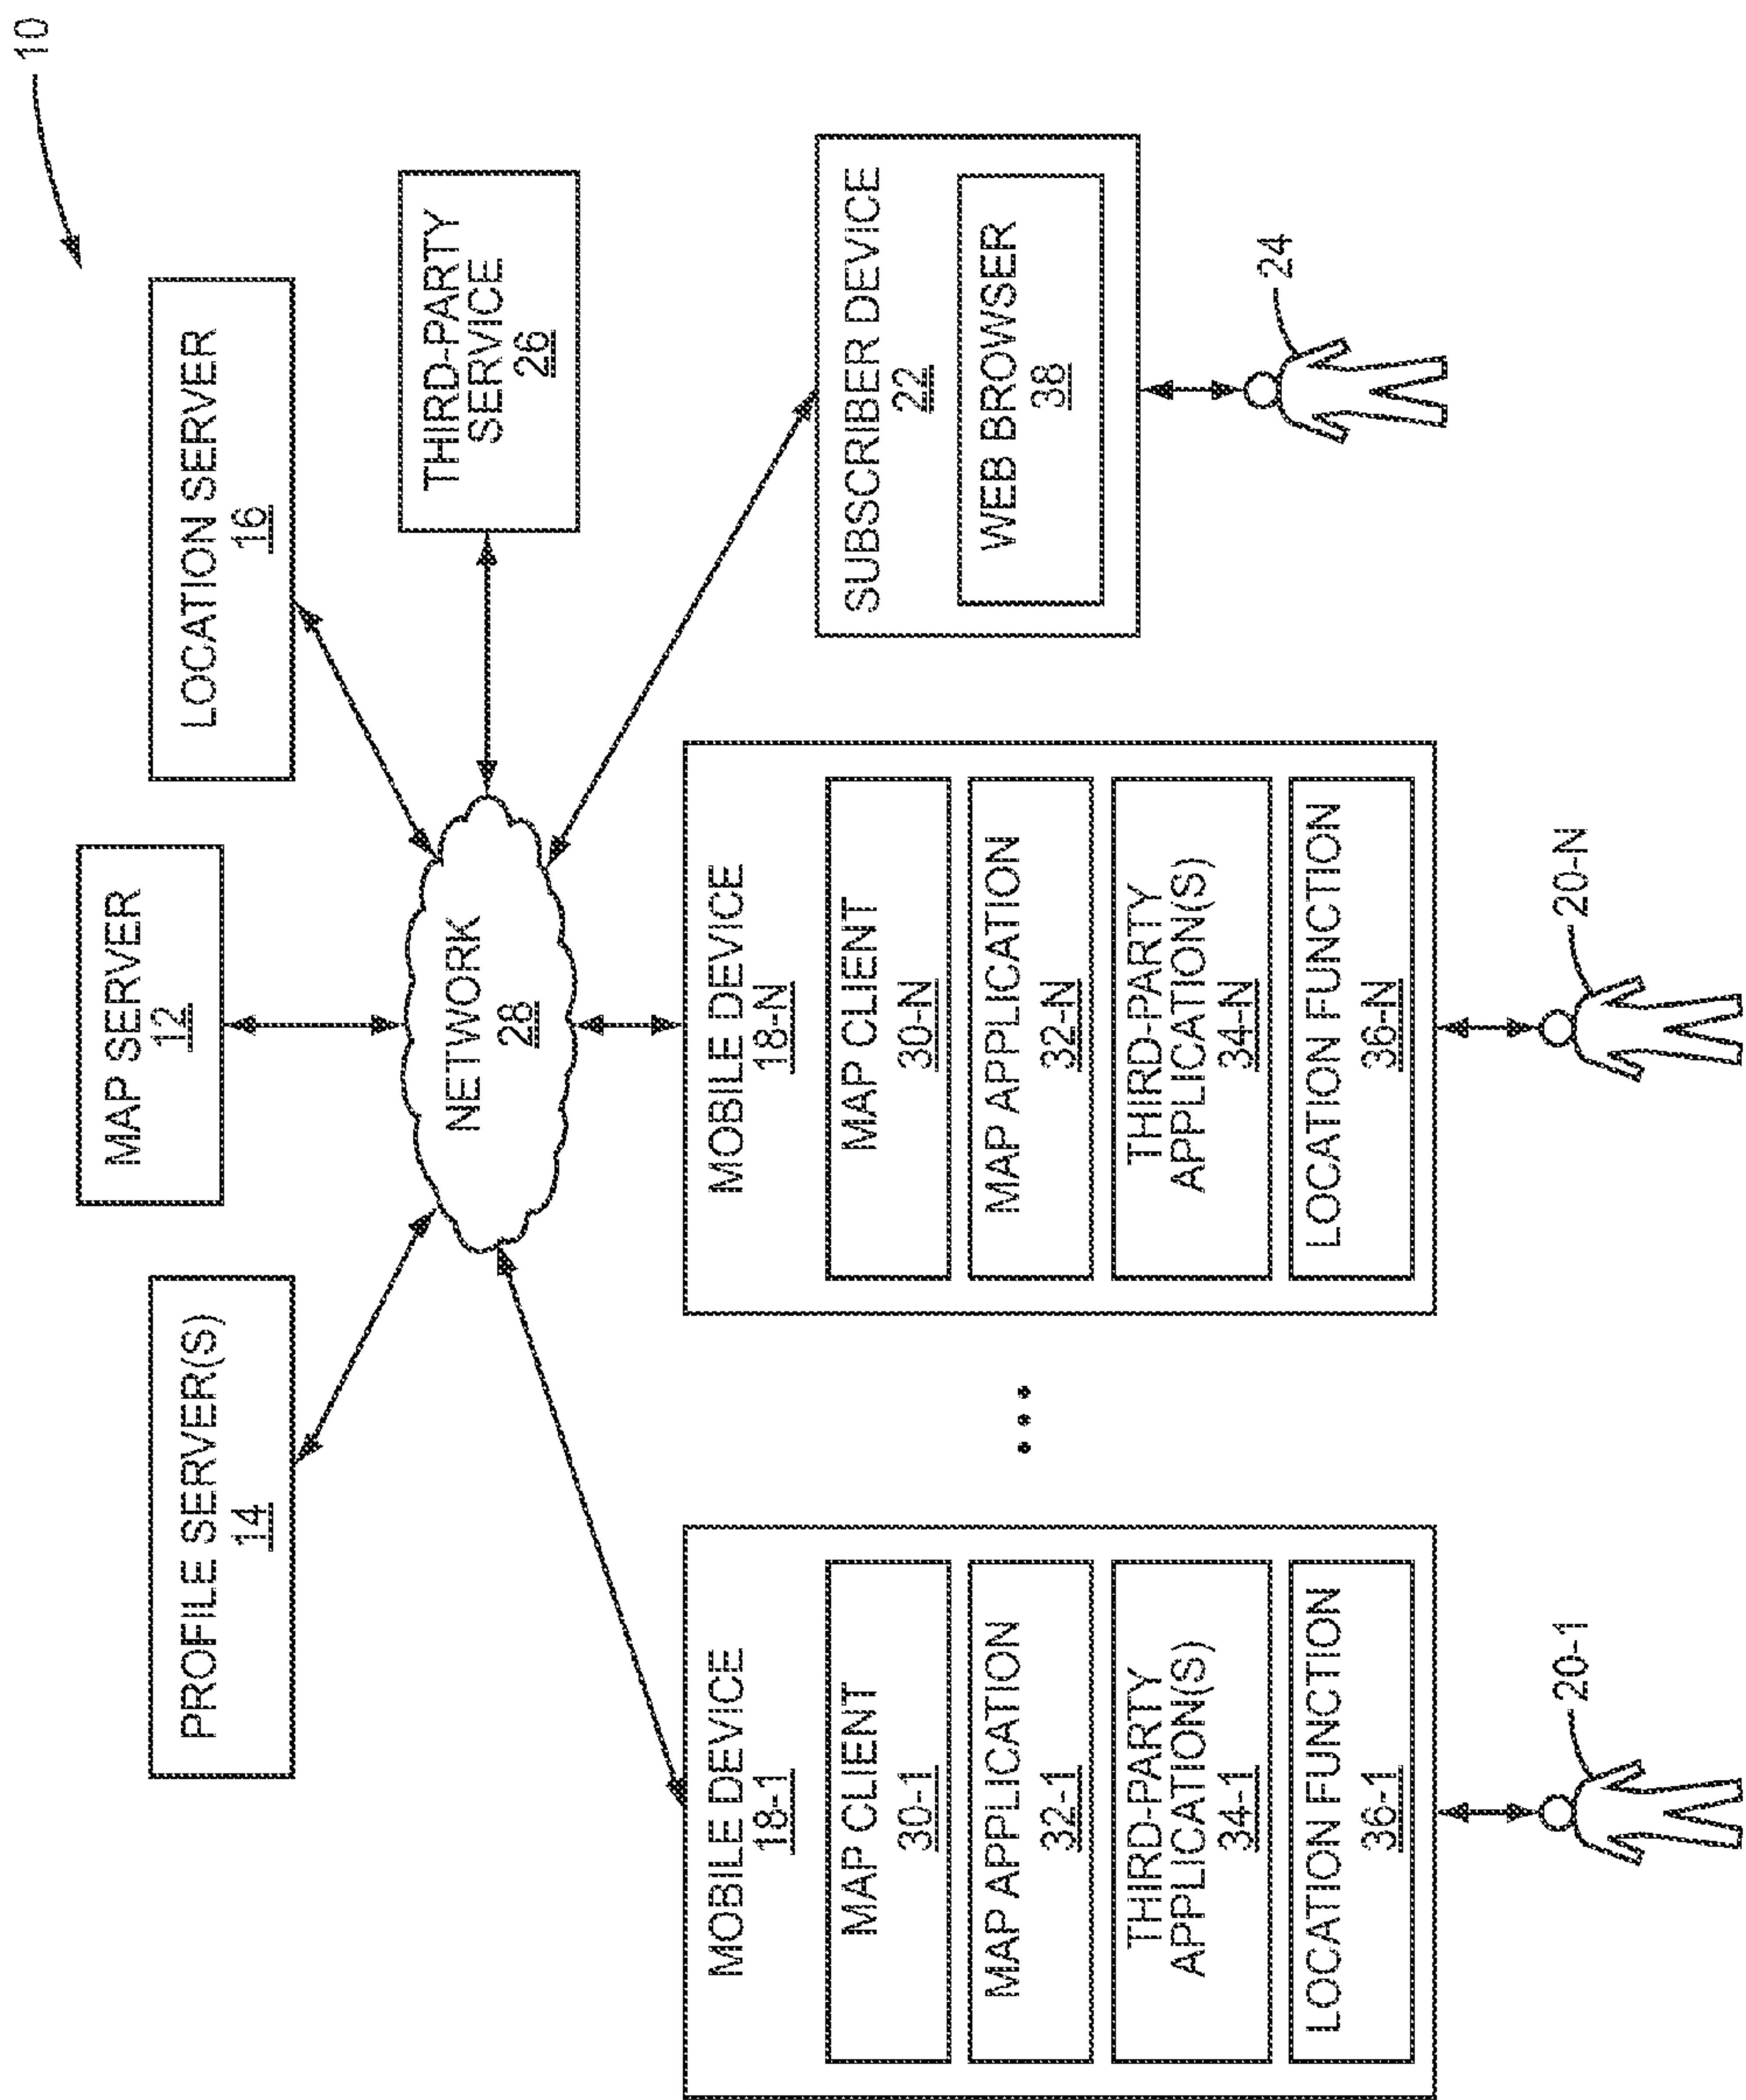 10
MAP SERVER
12
PROFILE SERVER(S)
14
LOCATION SERVER
16
THIRD-PARTY
SERVICE
26
NETWORK
28
MOBILE DEVICE
18-1
MAP CLIENT
30-1
MAP APPLICATION
32-1
THIRD-PARTY
APPLICATION(S)
34-1
LOCATION FUNCTION
36-1
20-1
MOBILE DEVICE
18-N
MAP CLIENT
30-N
MAP APPLICATION
32-N
THIRD-PARTY
APPLICATION(S)
34-N
LOCATION FUNCTION
36-N
20-N
SUBSCRIBER DEVICE
22
WEB BROWSER
38
24